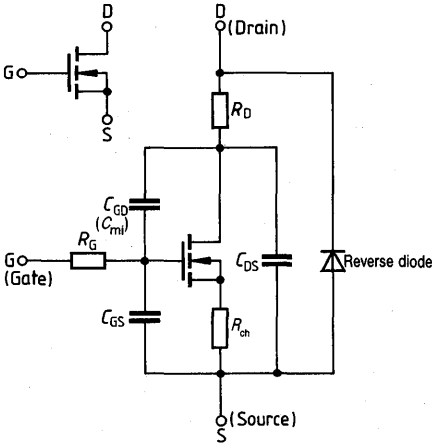 D
G
S
D
(Drain)
R_D
C_GD
(C_mi)
R_G
G
(Gate)
C_GS
C_DS
R_ch
Reverse diode
(Source)
S